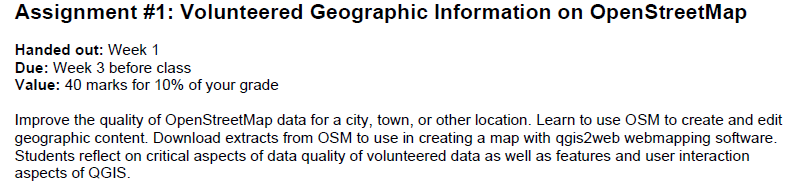 Assignment #1: Volunteered Geographic Information on OpenStreetMap
Handed out: Week 1
Due: Week 3 before class
Value: 40 marks for 10% of your grade
Improve the quality of OpenStreetMap data for a city, town, or other location. Learn to use OSM to create and edit
geographic content. Download extracts from OSM to use in creating a map with qgis2web webmapping software.
Students reflect on critical aspects of data quality of volunteered data as well as features and user interaction
aspects of QGIS.